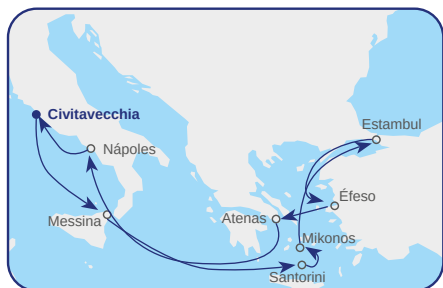 Civitavecchia
Estambul
Nápoles
Éfeso
Messina
Atenas
Mikonos
Santorini